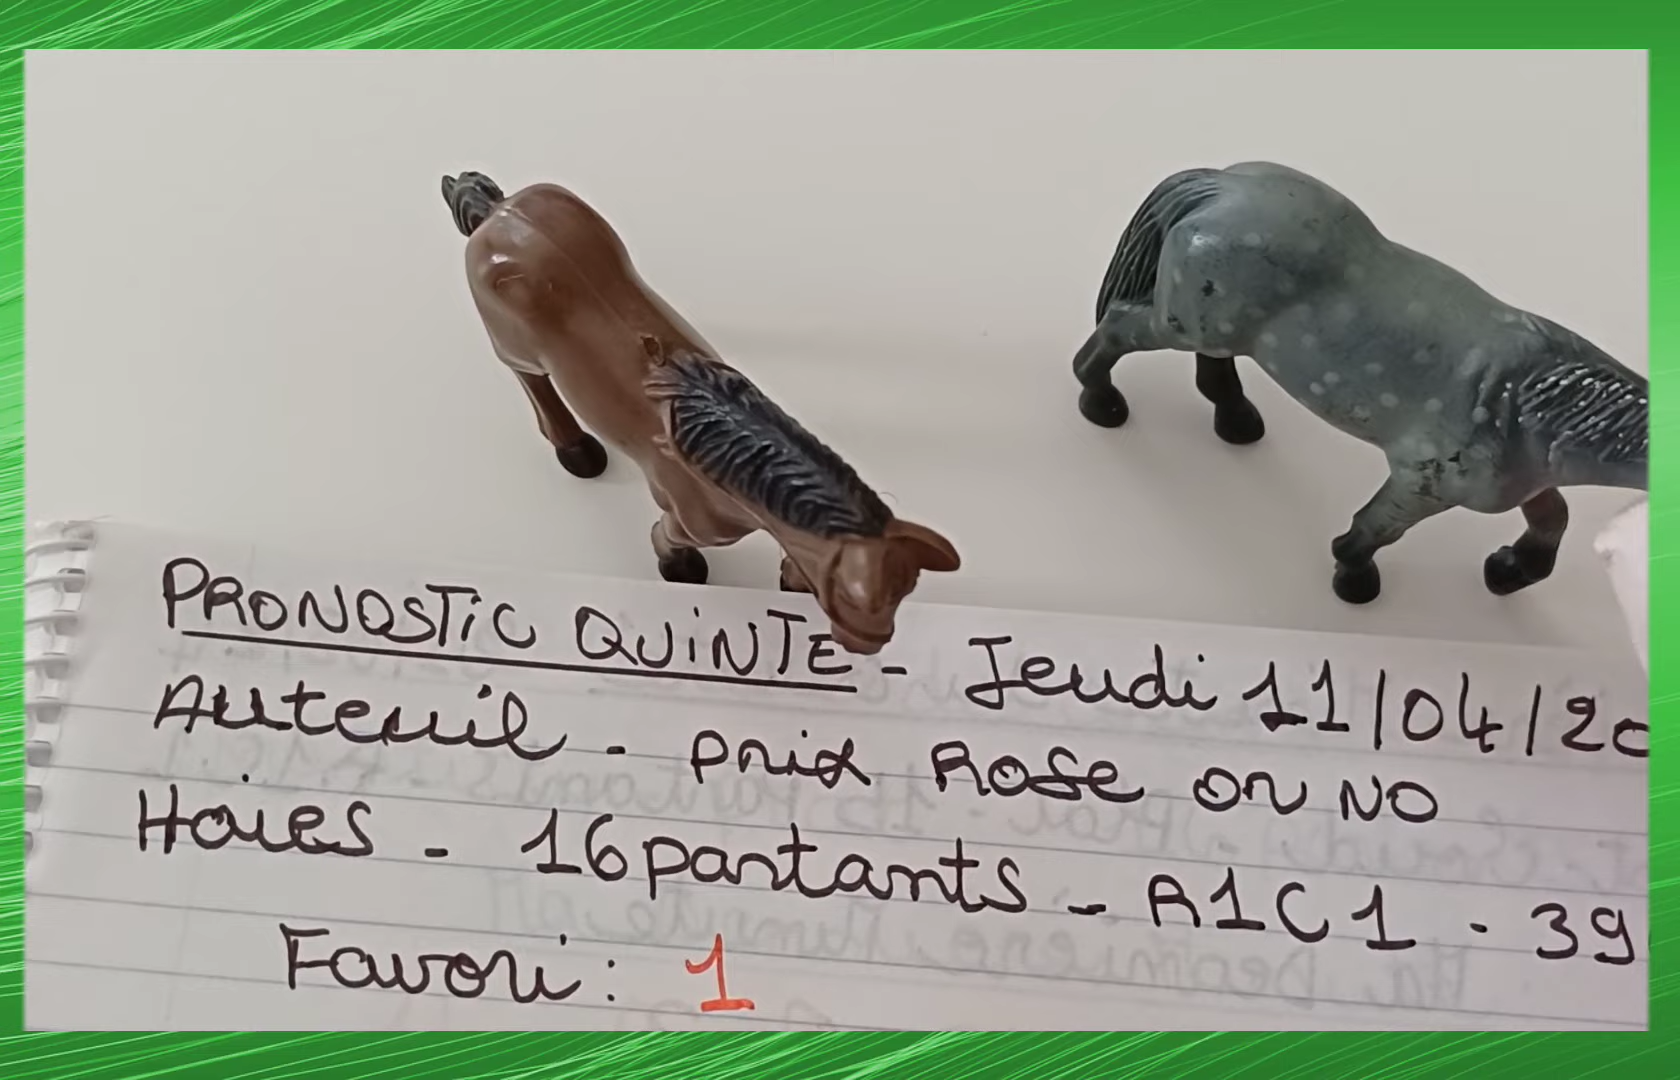 PRONOSTIC QUINTE - Jeudi 11/04/20
Auteuil - prix Rose or No
Haies - 16 partants - R1C1 - 39
Favori : 1